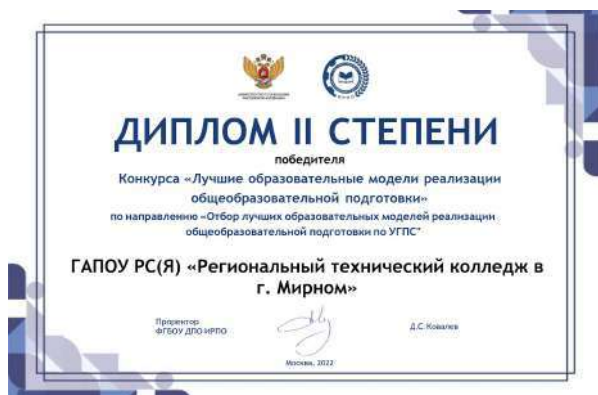 ДИПЛОМ II СТЕПЕНИ
победителя
Конкурса «Лучшие образовательные модели реализации
общеобразовательной подготовки»
по направлению «Отбор лучших образовательных моделей реализации
общеобразовательной подготовки по УГПС"
ГАПОУ РС(Я) «Региональный технический колледж в
г. Мирном»
Проректор
ФГБОУ ДПО ИРПО
Д.С. Ковалев
Москва, 2022